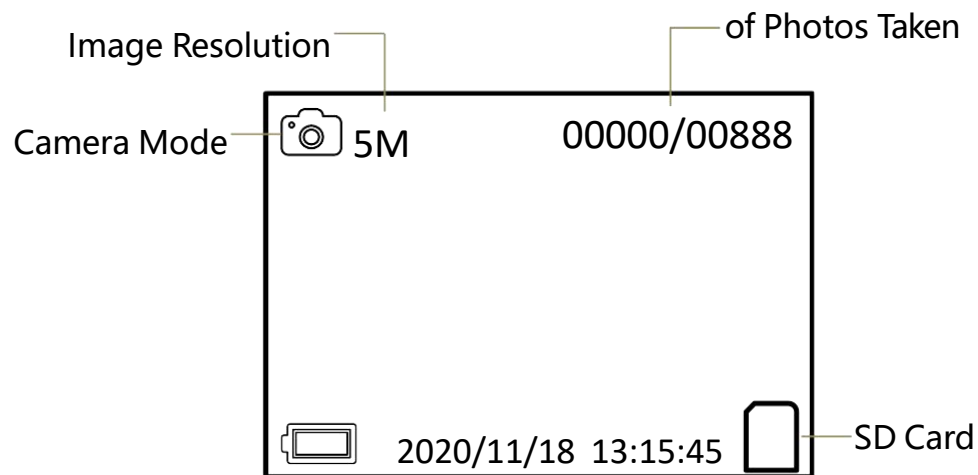 of Photos Taken
Image Resolution
Camera Mode
5M
00000/00888
2020/11/18 13:15:45
SD Card